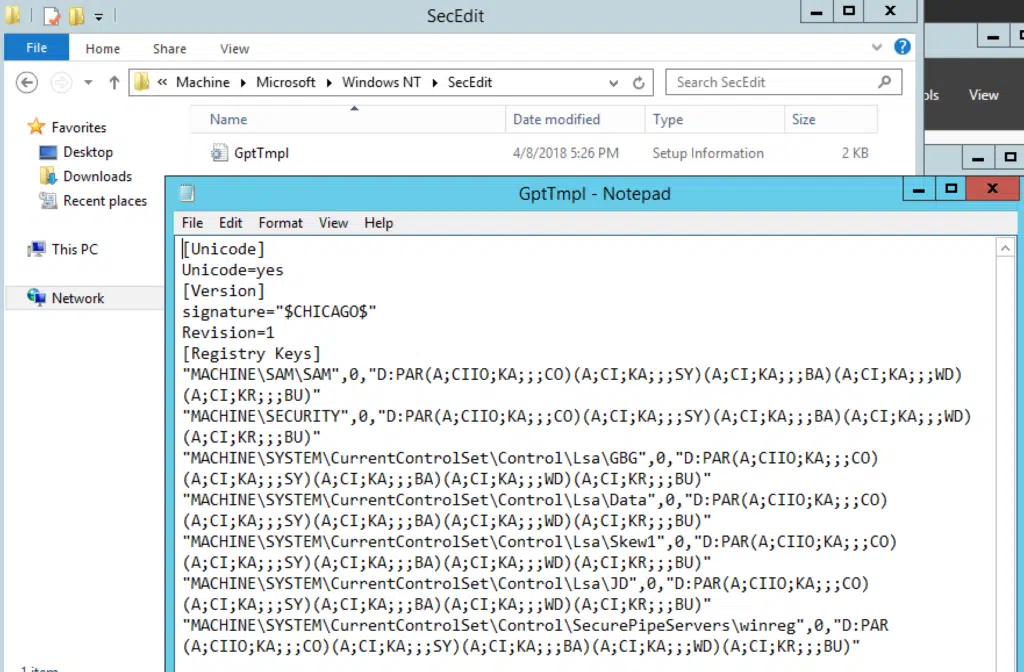 SecEdit
File Home Share View
« Machine Microsoft Windows NT SecEdit
Search SecEdit
View
Favorites
Desktop
Downloads
Recent places
This PC
Network
Name Date modified Type Size
GptTmpl 4/8/2018 5:26 PM Setup Information 2 KB
GptTmpl - Notepad
File Edit Format View Help
[Unicode]
Unicode=yes
[Version]
signature="$CHICAGO$"
Revision=1
[Registry Keys]
"MACHINE\SAM\SAM",0,"D:PAR(A;CIIO;KA;;;CO)(A;CI;KA;;;SY)(A;CI;KA;;;BA)(A;CI;KA;;;WD)
(A;CI;KR;;;BU)"
"MACHINE\SECURITY",0,"D:PAR(A;CIIO;KA;;;CO)(A;CI;KA;;;SY)(A;CI;KA;;;BA)(A;CI;KA;;;WD)
(A;CI;KR;;;BU)"
"MACHINE\SYSTEM\CurrentControlSet\Control\Lsa\GBG",0,"D:PAR(A;CIIO;KA;;;CO)
(A;CI;KA;;;SY)(A;CI;KA;;;BA)(A;CI;KA;;;WD)(A;CI;KR;;;BU)"
"MACHINE\SYSTEM\CurrentControlSet\Control\Lsa\Data",0,"D:PAR(A;CIIO;KA;;;CO)
(A;CI;KA;;;SY)(A;CI;KA;;;BA)(A;CI;KA;;;WD)(A;CI;KR;;;BU)"
"MACHINE\SYSTEM\CurrentControlSet\Control\Lsa\Skew1",0,"D:PAR(A;CIIO;KA;;;CO)
(A;CI;KA;;;SY)(A;CI;KA;;;BA)(A;CI;KA;;;WD)(A;CI;KR;;;BU)"
"MACHINE\SYSTEM\CurrentControlSet\Control\Lsa\JD",0,"D:PAR(A;CIIO;KA;;;CO)
(A;CI;KA;;;SY)(A;CI;KA;;;BA)(A;CI;KA;;;WD)(A;CI;KR;;;BU)"
"MACHINE\SYSTEM\CurrentControlSet\Control\SecurePipeServers\winreg",0,"D:PAR
(A;CIIO;KA;;;CO)(A;CI;KA;;;SY)(A;CI;KA;;;BA)(A;CI;KA;;;WD)(A;CI;KR;;;BU)"